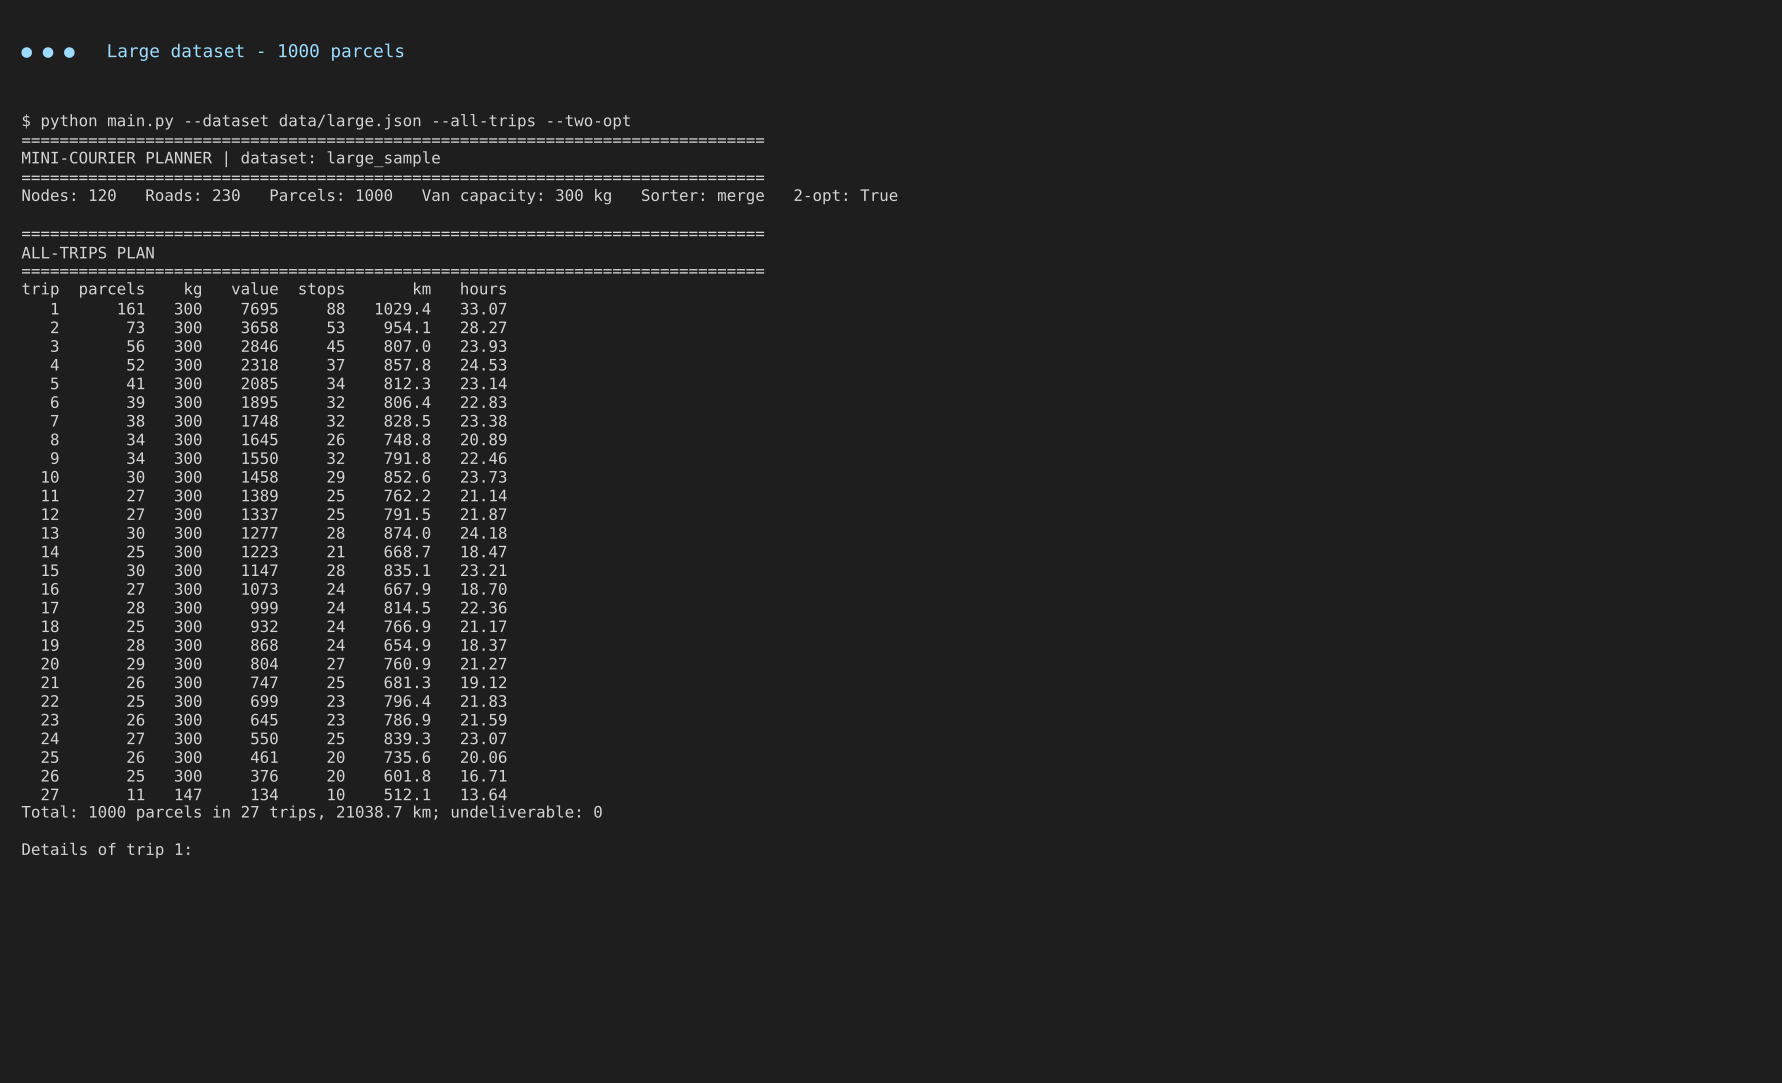 Large dataset - 1000 parcels
$ python main.py --dataset data/large.json --all-trips --two-opt
==============================================================================
MINI-COURIER PLANNER | dataset: large_sample
==============================================================================
Nodes: 120   Roads: 230   Parcels: 1000   Van capacity: 300 kg   Sorter: merge   2-opt: True
==============================================================================
ALL-TRIPS PLAN
==============================================================================
trip  parcels    kg   value  stops       km   hours
   1      161   300    7695     88   1029.4   33.07
   2       73   300    3658     53    954.1   28.27
   3       56   300    2846     45    807.0   23.93
   4       52   300    2318     37    857.8   24.53
   5       41   300    2085     34    812.3   23.14
   6       39   300    1895     32    806.4   22.83
   7       38   300    1748     32    828.5   23.38
   8       34   300    1645     26    748.8   20.89
   9       34   300    1550     32    791.8   22.46
  10       30   300    1458     29    852.6   23.73
  11       27   300    1389     25    762.2   21.14
  12       27   300    1337     25    791.5   21.87
  13       30   300    1277     28    874.0   24.18
  14       25   300    1223     21    668.7   18.47
  15       30   300    1147     28    835.1   23.21
  16       27   300    1073     24    667.9   18.70
  17       28   300     999     24    814.5   22.36
  18       25   300     932     24    766.9   21.17
  19       28   300     868     24    654.9   18.37
  20       29   300     804     27    760.9   21.27
  21       26   300     747     25    681.3   19.12
  22       25   300     699     23    796.4   21.83
  23       26   300     645     23    786.9   21.59
  24       27   300     550     25    839.3   23.07
  25       26   300     461     20    735.6   20.06
  26       25   300     376     20    601.8   16.71
  27       11   147     134     10    512.1   13.64
Total: 1000 parcels in 27 trips, 21038.7 km; undeliverable: 0
Details of trip 1: